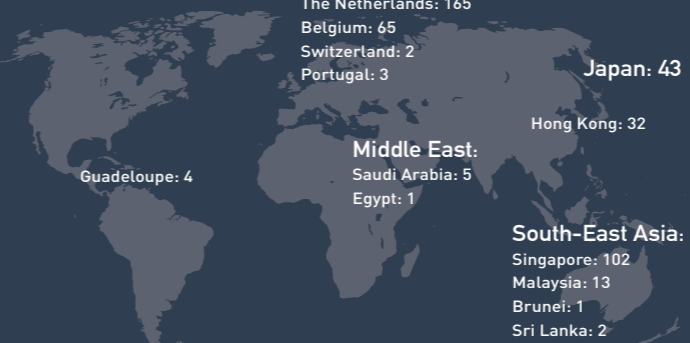 The Netherlands: 165
Belgium: 65
Switzerland: 2
Portugal: 3
Japan: 43
Hong Kong: 32
Middle East:
Saudi Arabia: 5
Egypt: 1
Guadeloupe: 4
South-East Asia:
Singapore: 102
Malaysia: 13
Brunei: 1
Sri Lanka: 2